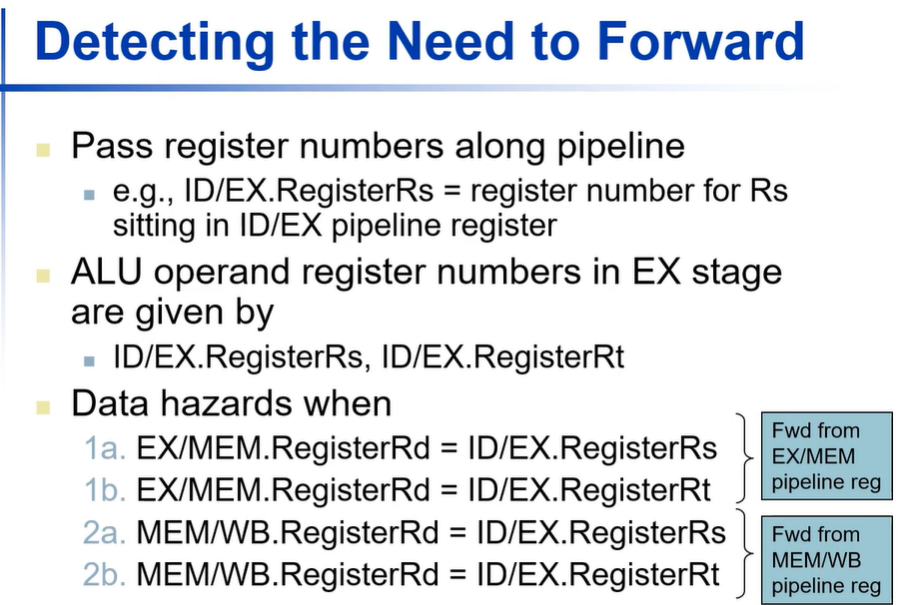 Detecting the Need to Forward
Pass register numbers along pipeline
e.g., ID/EX.RegisterRs = register number for Rs
sitting in ID/EX pipeline register
ALU operand register numbers in EX stage
are given by
ID/EX.RegisterRs, ID/EX.RegisterRt
Data hazards when
1a. EX/MEM.RegisterRd = ID/EX.RegisterRs
1b. EX/MEM.RegisterRd = ID/EX.RegisterRt
2a. MEM/WB.RegisterRd = ID/EX.RegisterRs
2b. MEM/WB.RegisterRd = ID/EX.RegisterRt
Fwd from
EX/MEM
pipeline reg
Fwd from
MEM/WB
pipeline reg